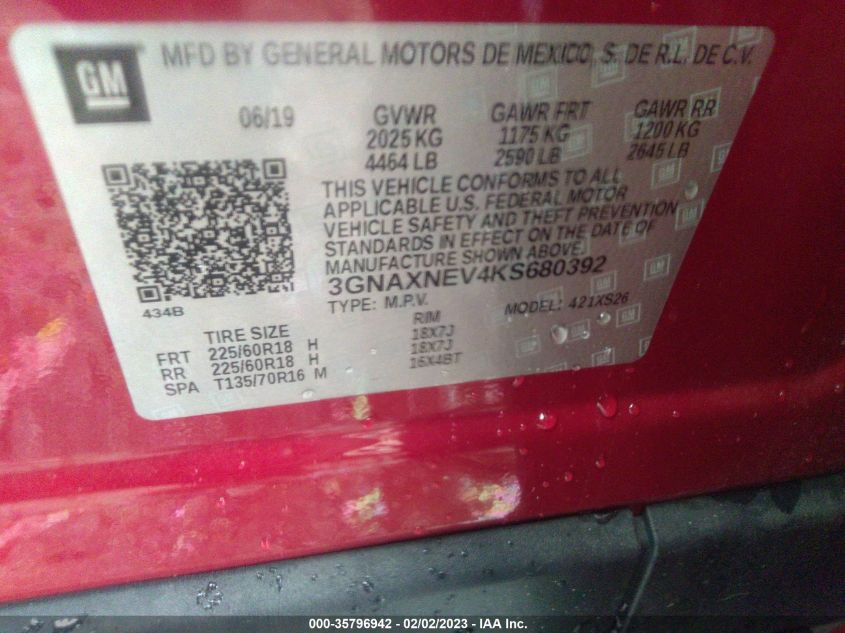 GM
MFD BY GENERAL MOTORS DE MEXICO, S. DE R.L. DE C.V.
06/19 GVWR GAWR FRT GAWR RR
2025 KG 1175 KG 1200 KG
4464 LB 2590 LB 2645 LB
THIS VEHICLE CONFORMS TO ALL
APPLICABLE U.S. FEDERAL MOTOR
VEHICLE SAFETY AND THEFT PREVENTION
STANDARDS IN EFFECT ON THE DATE OF
MANUFACTURE SHOWN ABOVE.
3GNAXNEV4KS680392
434B
TYPE: M.P.V. MODEL: 421XS26
TIRE SIZE RIM
FRT 225/60R18 H 18X7J
RR 225/60R18 H 18X7J
SPA T135/70R16 M 16X4BT
000-35796942 - 02/02/2023 - IAA Inc.